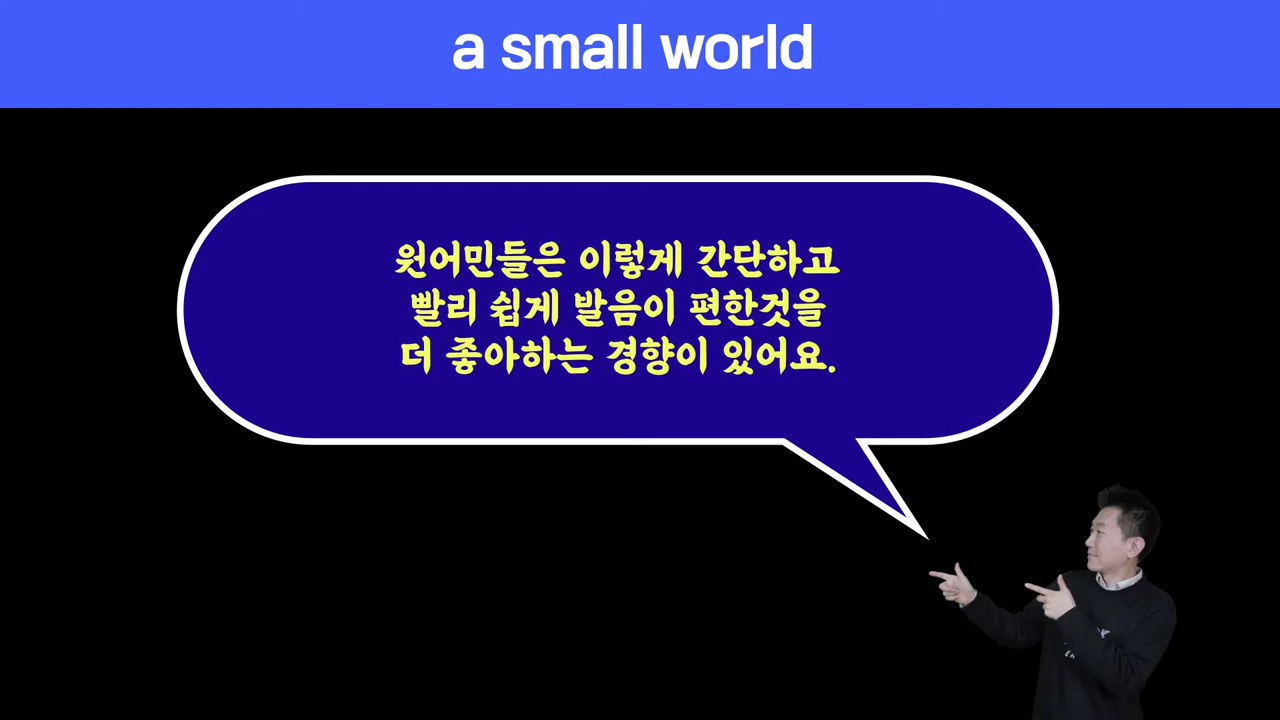 a small world
원어민들은 이렇게 간단하고
빨리 쉽게 발음이 편한것을
더 좋아하는 경향이 있어요.